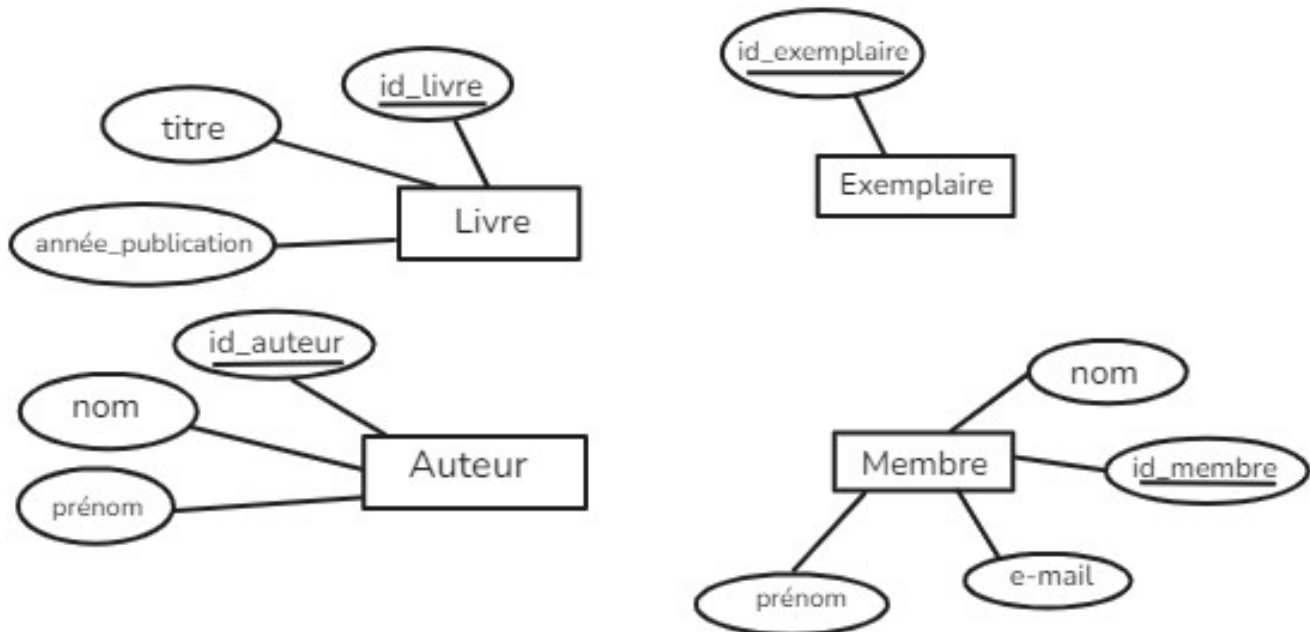 id_exemplaire
id_livre
titre
Exemplaire
Livre
année_publication
id_auteur
nom
nom
Auteur
Membre
id_membre
prénom
e-mail
prénom